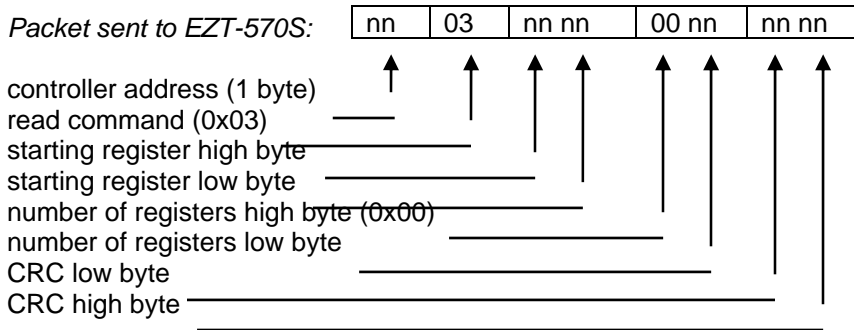 Packet sent to EZT-570S: nn 03 nn nn 00 nn nn nn
controller address (1 byte)
read command (0x03)
starting register high byte
starting register low byte
number of registers high byte (0x00)
number of registers low byte
CRC low byte
CRC high byte